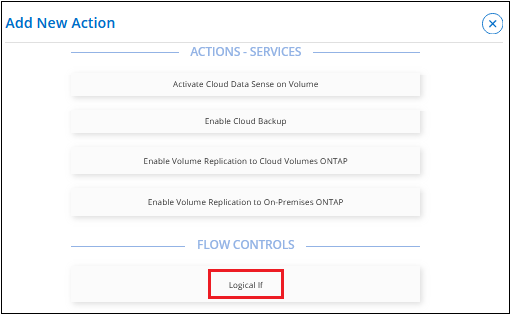 Add New Action
ACTIONS - SERVICES
Activate Cloud Data Sense on Volume
Enable Cloud Backup
Enable Volume Replication to Cloud Volumes ONTAP
Enable Volume Replication to On-Premises ONTAP
FLOW CONTROLS
Logical If